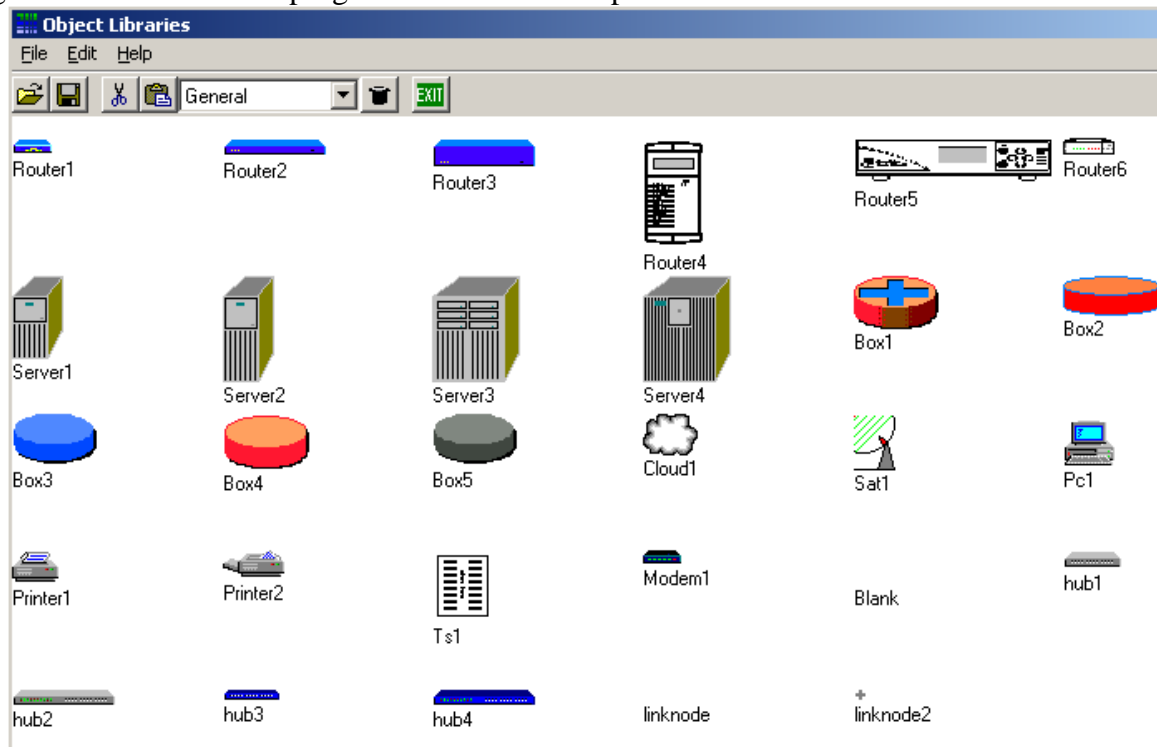 Object Libraries
File Edit Help
General EXIT
Router1 Router2 Router3 Router4 Router5 Router6
Server1 Server2 Server3 Server4 Box1 Box2
Box3 Box4 Box5 Cloud1 Sat1 Pc1
Printer1 Printer2 Ts1 Modem1 Blank hub1
hub2 hub3 hub4 linknode linknode2